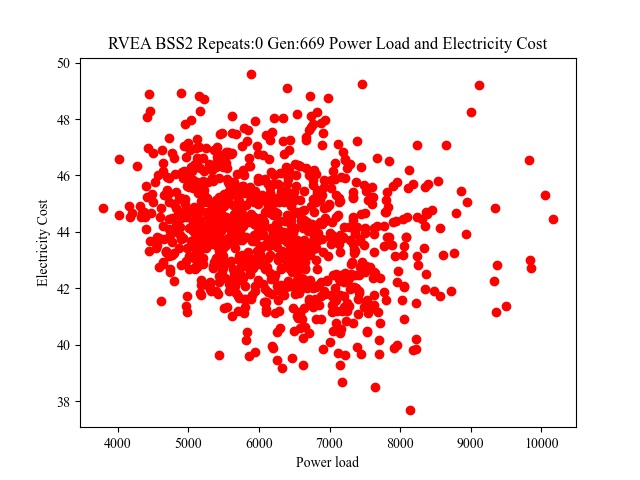 RVEA BSS2 Repeats:0 Gen:669 Power Load and Electricity Cost
50
48
46
44
42
40
38
Electricity Cost
4000 5000 6000 7000 8000 9000 10000
Power load